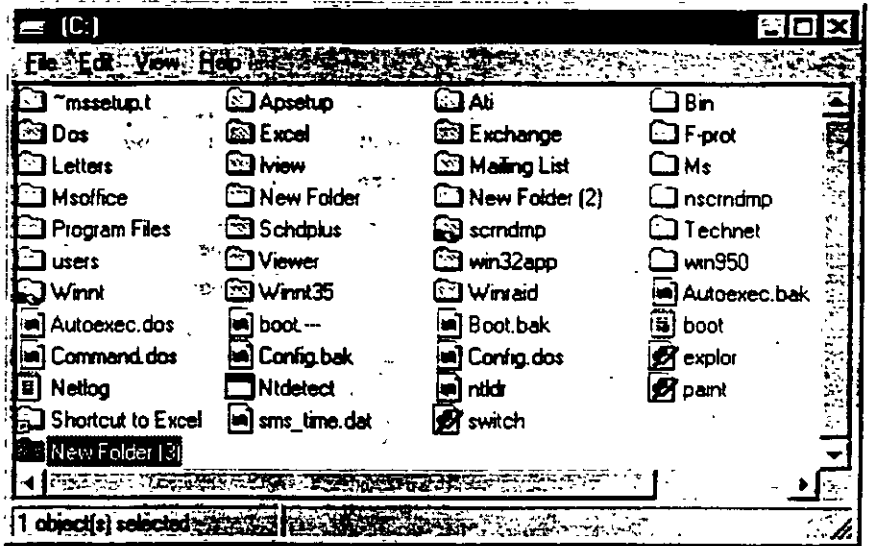 (C:)
File Edit View Help
~mssetup.t Apsetup Ati Bin
Dos Excel Exchange F-prot
Letters Iview Mailing List Ms
Msoffice New Folder New Folder (2) nscrndmp
Program Files Schdplus scrndmp Technet
users Viewer win32app win950
Winnt Winnt35 Winraid Autoexec.bak
Autoexec.dos boot.--- Boot.bak boot
Command.dos Config.bak Config.dos explor
Netlog Ntdetect ntldr paint
Shortcut to Excel sms_time.dat switch
New Folder (3)
1 object(s) selected